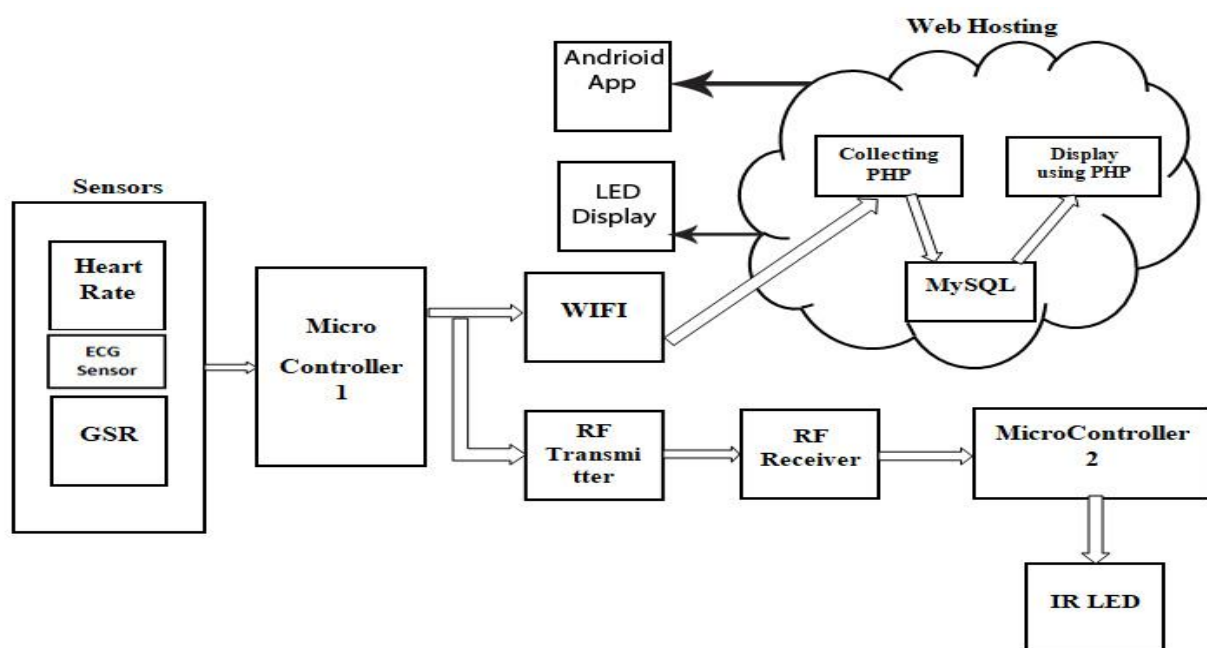 Web Hosting
Andrioid
App
Collecting
PHP
Display
using PHP
Sensors
LED
Display
Heart
Rate
MySQL
WIFI
Micro
Controller
1
ECG
Sensor
GSR
RF
Transmi
tter
RF
Receiver
MicroController
2
IR LED